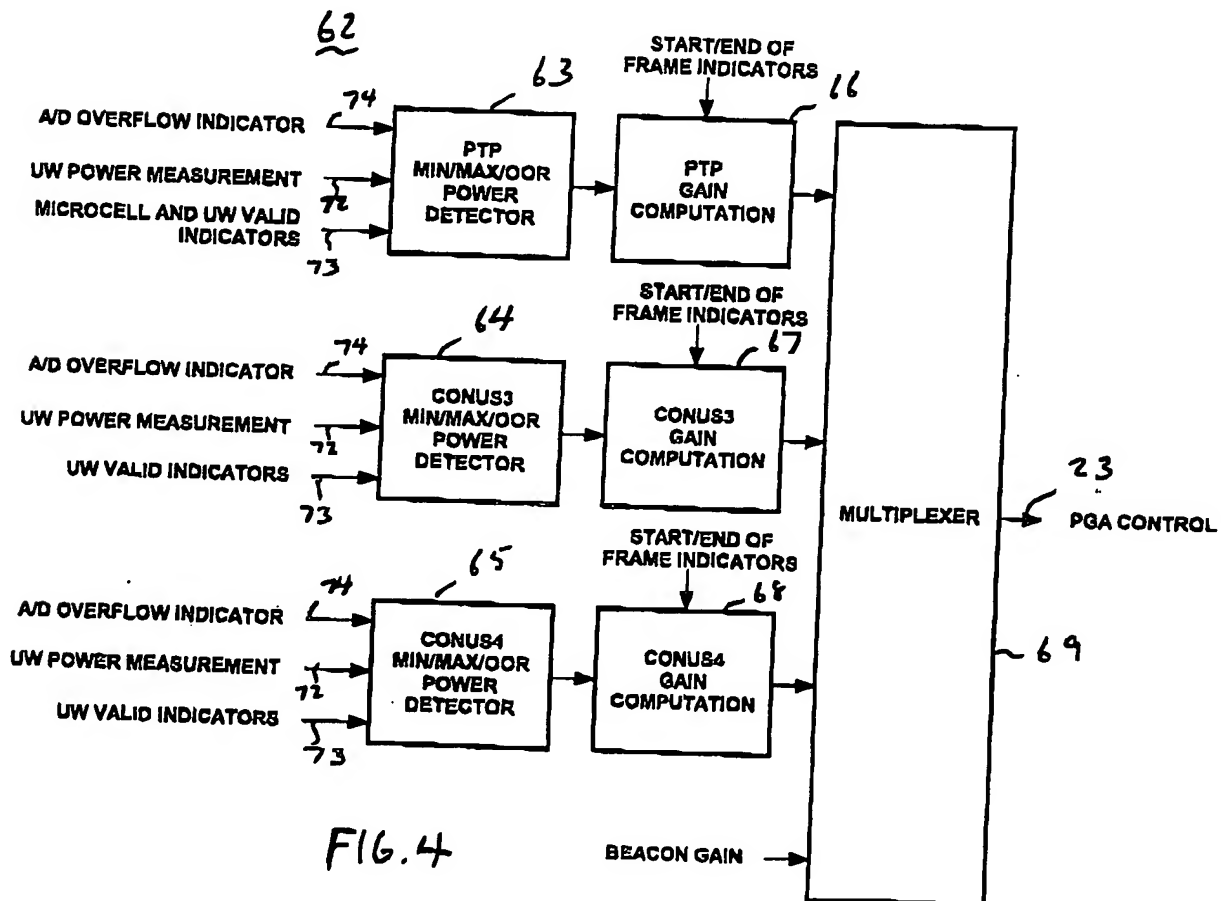 62
START/END OF
FRAME INDICATORS
63
66
A/D OVERFLOW INDICATOR
74
PTP
MIN/MAX/OOR
POWER
DETECTOR
PTP
GAIN
COMPUTATION
UW POWER MEASUREMENT
72
MICROCELL AND UW VALID
INDICATORS
73
START/END OF
FRAME INDICATORS
64
67
A/D OVERFLOW INDICATOR
74
CONUS3
MIN/MAX/OOR
POWER
DETECTOR
CONUS3
GAIN
COMPUTATION
UW POWER MEASUREMENT
72
UW VALID INDICATORS
73
MULTIPLEXER
23
PGA CONTROL
START/END OF
FRAME INDICATORS
65
68
A/D OVERFLOW INDICATOR
74
CONUS4
MIN/MAX/OOR
POWER
DETECTOR
CONUS4
GAIN
COMPUTATION
UW POWER MEASUREMENT
72
UW VALID INDICATORS
73
69
FIG. 4
BEACON GAIN